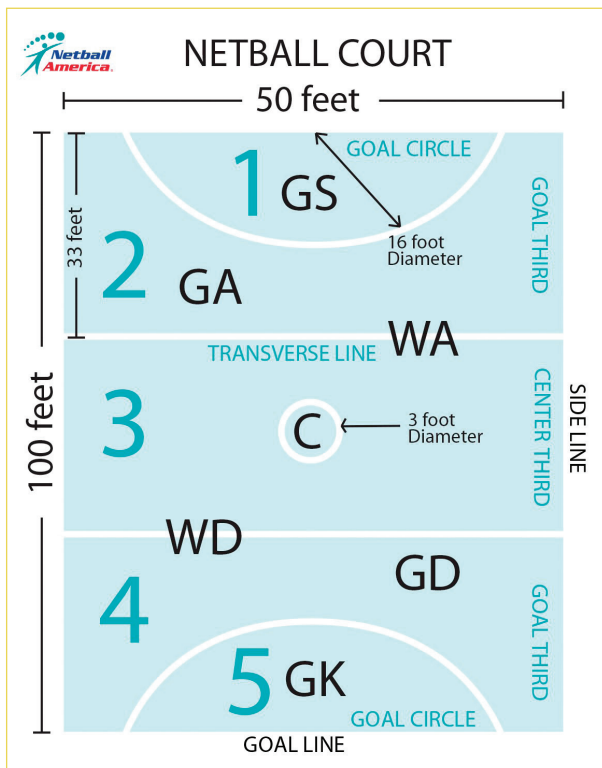 Netball
America.
NETBALL COURT
50 feet
1
GS
GOAL CIRCLE
16 foot
Diameter
GOAL THIRD
33 feet
2
GA
WA
TRANSVERSE LINE
100 feet
3
C
3 foot
Diameter
CENTER THIRD
SIDE LINE
WD
GD
4
GOAL THIRD
5
GK
GOAL CIRCLE
GOAL LINE